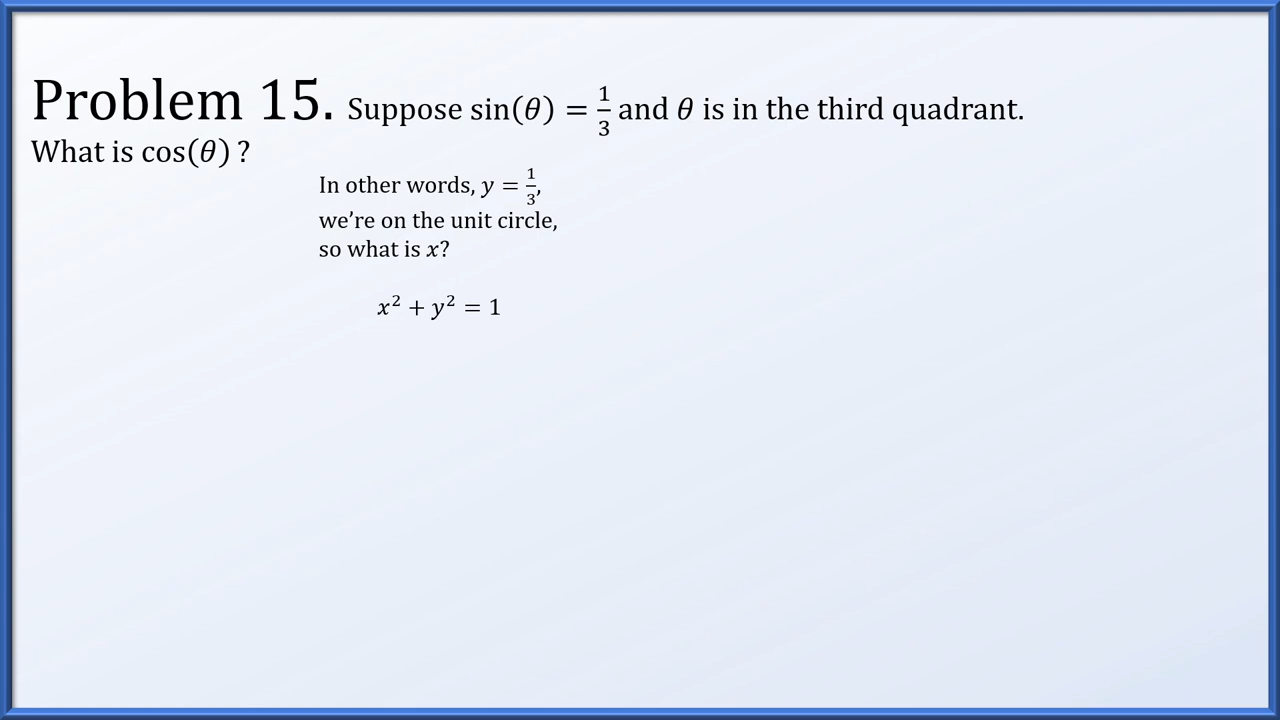 Problem 15. Suppose sin(θ) = 1/3 and θ is in the third quadrant.
What is cos(θ) ?
In other words, y = 1/3,
we’re on the unit circle,
so what is x?
x² + y² = 1